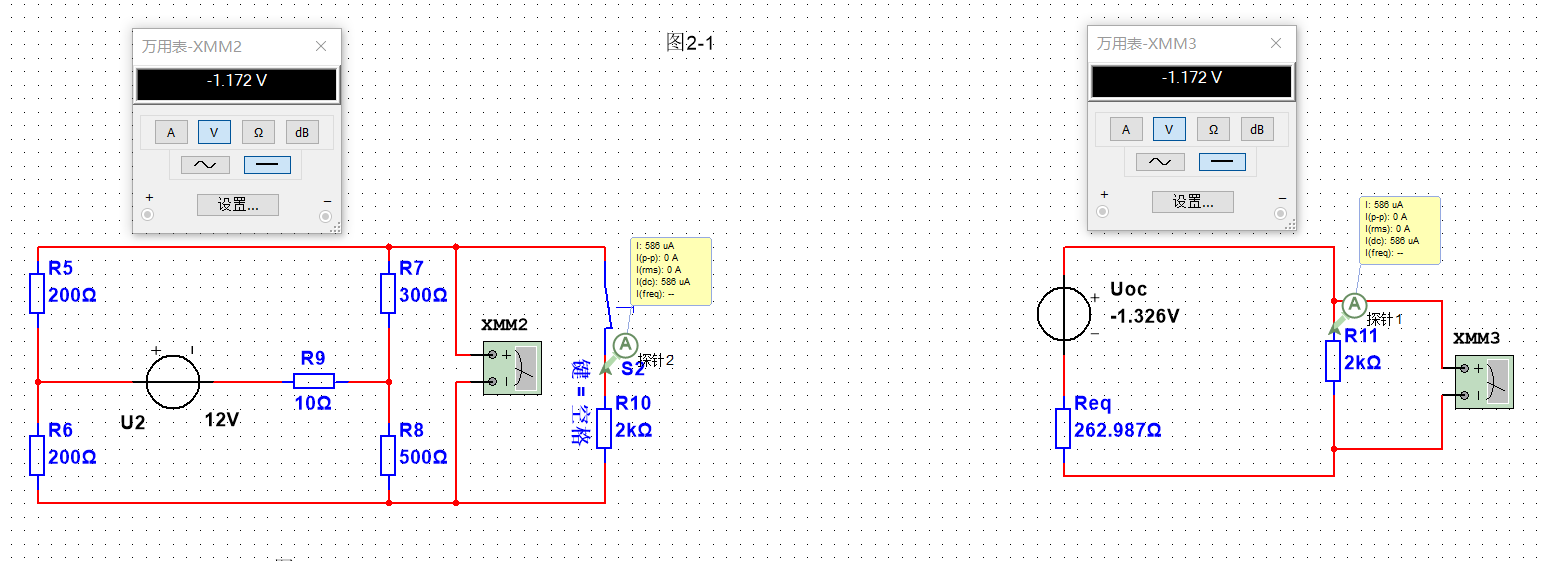 图2-1
万用表-XMM2
-1.172 V
A V Ω dB
+ −
设置...
万用表-XMM3
-1.172 V
A V Ω dB
+ −
设置...
R5
200Ω
R6
200Ω
U2
12V
R9
10Ω
R7
300Ω
R8
500Ω
XMM2
I: 586 uA
I(p-p): 0 A
I(rms): 0 A
I(dc): 586 uA
I(freq): --
A
探针2
S2
键 = 空格
R10
2kΩ
Uoc
-1.326V
Req
262.987Ω
I: 586 uA
I(p-p): 0 A
I(rms): 0 A
I(dc): 586 uA
I(freq): --
A
探针1
R11
2kΩ
XMM3